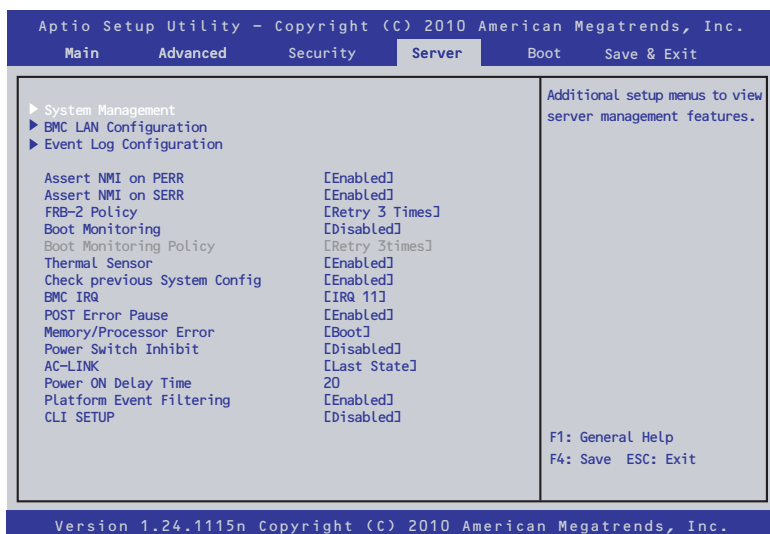 Aptio Setup Utility – Copyright (C) 2010 American Megatrends, Inc.
Main Advanced Security Server Boot Save & Exit
System Management
BMC LAN Configuration
Event Log Configuration
Assert NMI on PERR [Enabled]
Assert NMI on SERR [Enabled]
FRB-2 Policy [Retry 3 Times]
Boot Monitoring [Disabled]
Boot Monitoring Policy [Retry 3times]
Thermal Sensor [Enabled]
Check previous System Config [Enabled]
BMC IRQ [IRQ 11]
POST Error Pause [Enabled]
Memory/Processor Error [Boot]
Power Switch Inhibit [Disabled]
AC-LINK [Last State]
Power ON Delay Time 20
Platform Event Filtering [Enabled]
CLI SETUP [Disabled]
Additional setup menus to view
server management features.
F1: General Help
F4: Save ESC: Exit
Version 1.24.1115n Copyright (C) 2010 American Megatrends, Inc.